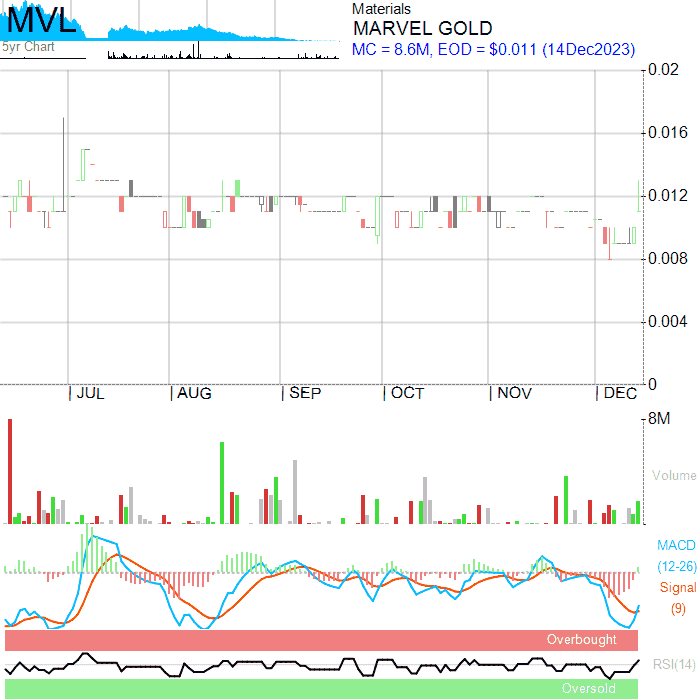 MVL
5yr Chart
Materials
MARVEL GOLD
MC = 8.6M, EOD = $0.011 (14Dec2023)
0.02
0.016
0.012
0.008
0.004
0
JUL AUG SEP OCT NOV DEC
8M
Volume
MACD
(12-26)
Signal
(9)
Overbought
RSI(14)
Oversold